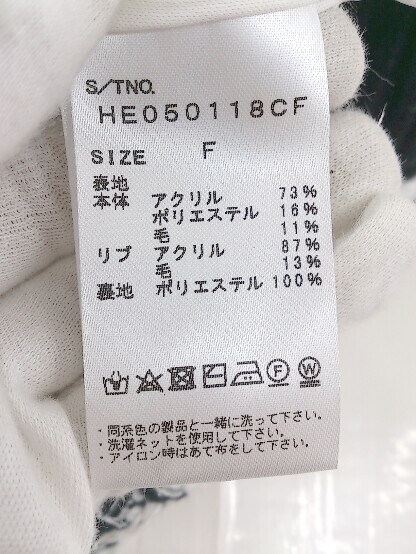 S/TNO.
HE050118CF
SIZE F
表地
本体 アクリル 73%
ポリエステル 16%
毛 11%
リブ アクリル 87%
毛 13%
裏地 ポリエステル 100%
F W
・同系色の製品と一緒に洗って下さい。
・洗濯ネットを使用して下さい。
・アイロン時はあて布をして下さい。